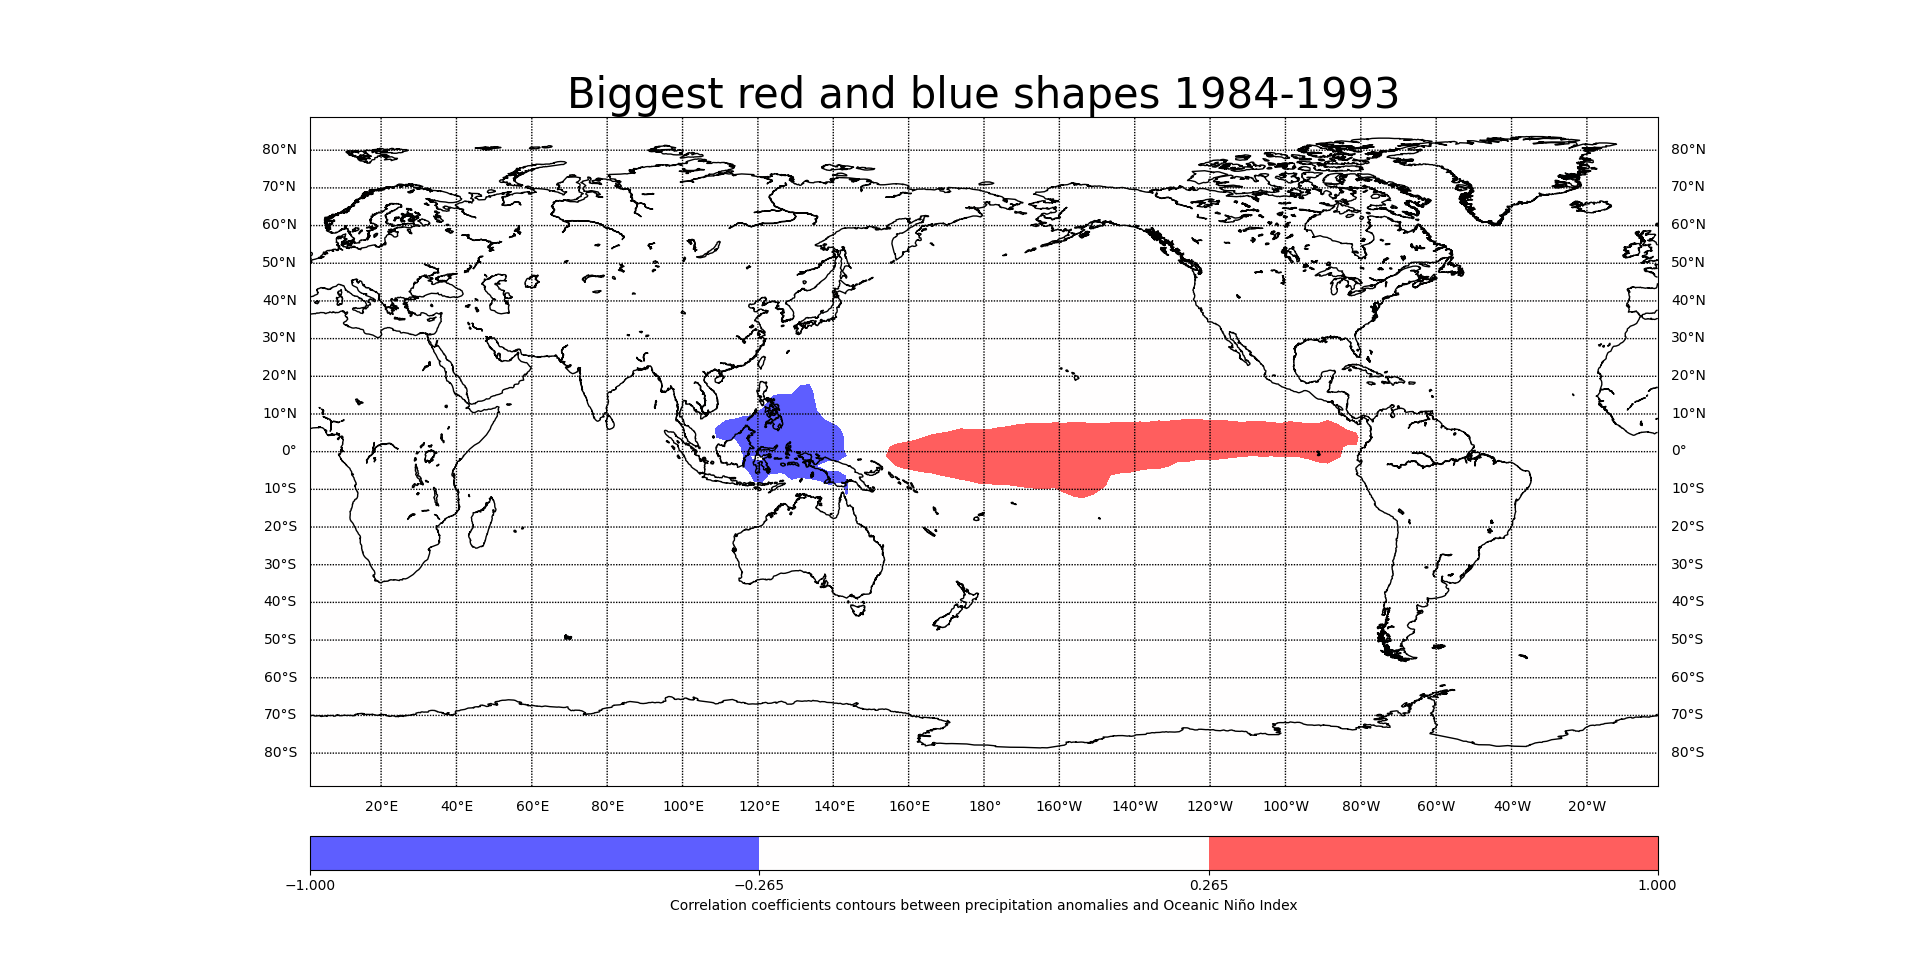 Biggest red and blue shapes 1984-1993
80°N 80°N
70°N 70°N
60°N 60°N
50°N 50°N
40°N 40°N
30°N 30°N
20°N 20°N
10°N 10°N
0° 0°
10°S 10°S
20°S 20°S
30°S 30°S
40°S 40°S
50°S 50°S
60°S 60°S
70°S 70°S
80°S 80°S
20°E 40°E 60°E 80°E 100°E 120°E 140°E 160°E 180° 160°W 140°W 120°W 100°W 80°W 60°W 40°W 20°W
−1.000 −0.265 0.265 1.000
Correlation coefficients contours between precipitation anomalies and Oceanic Niño Index